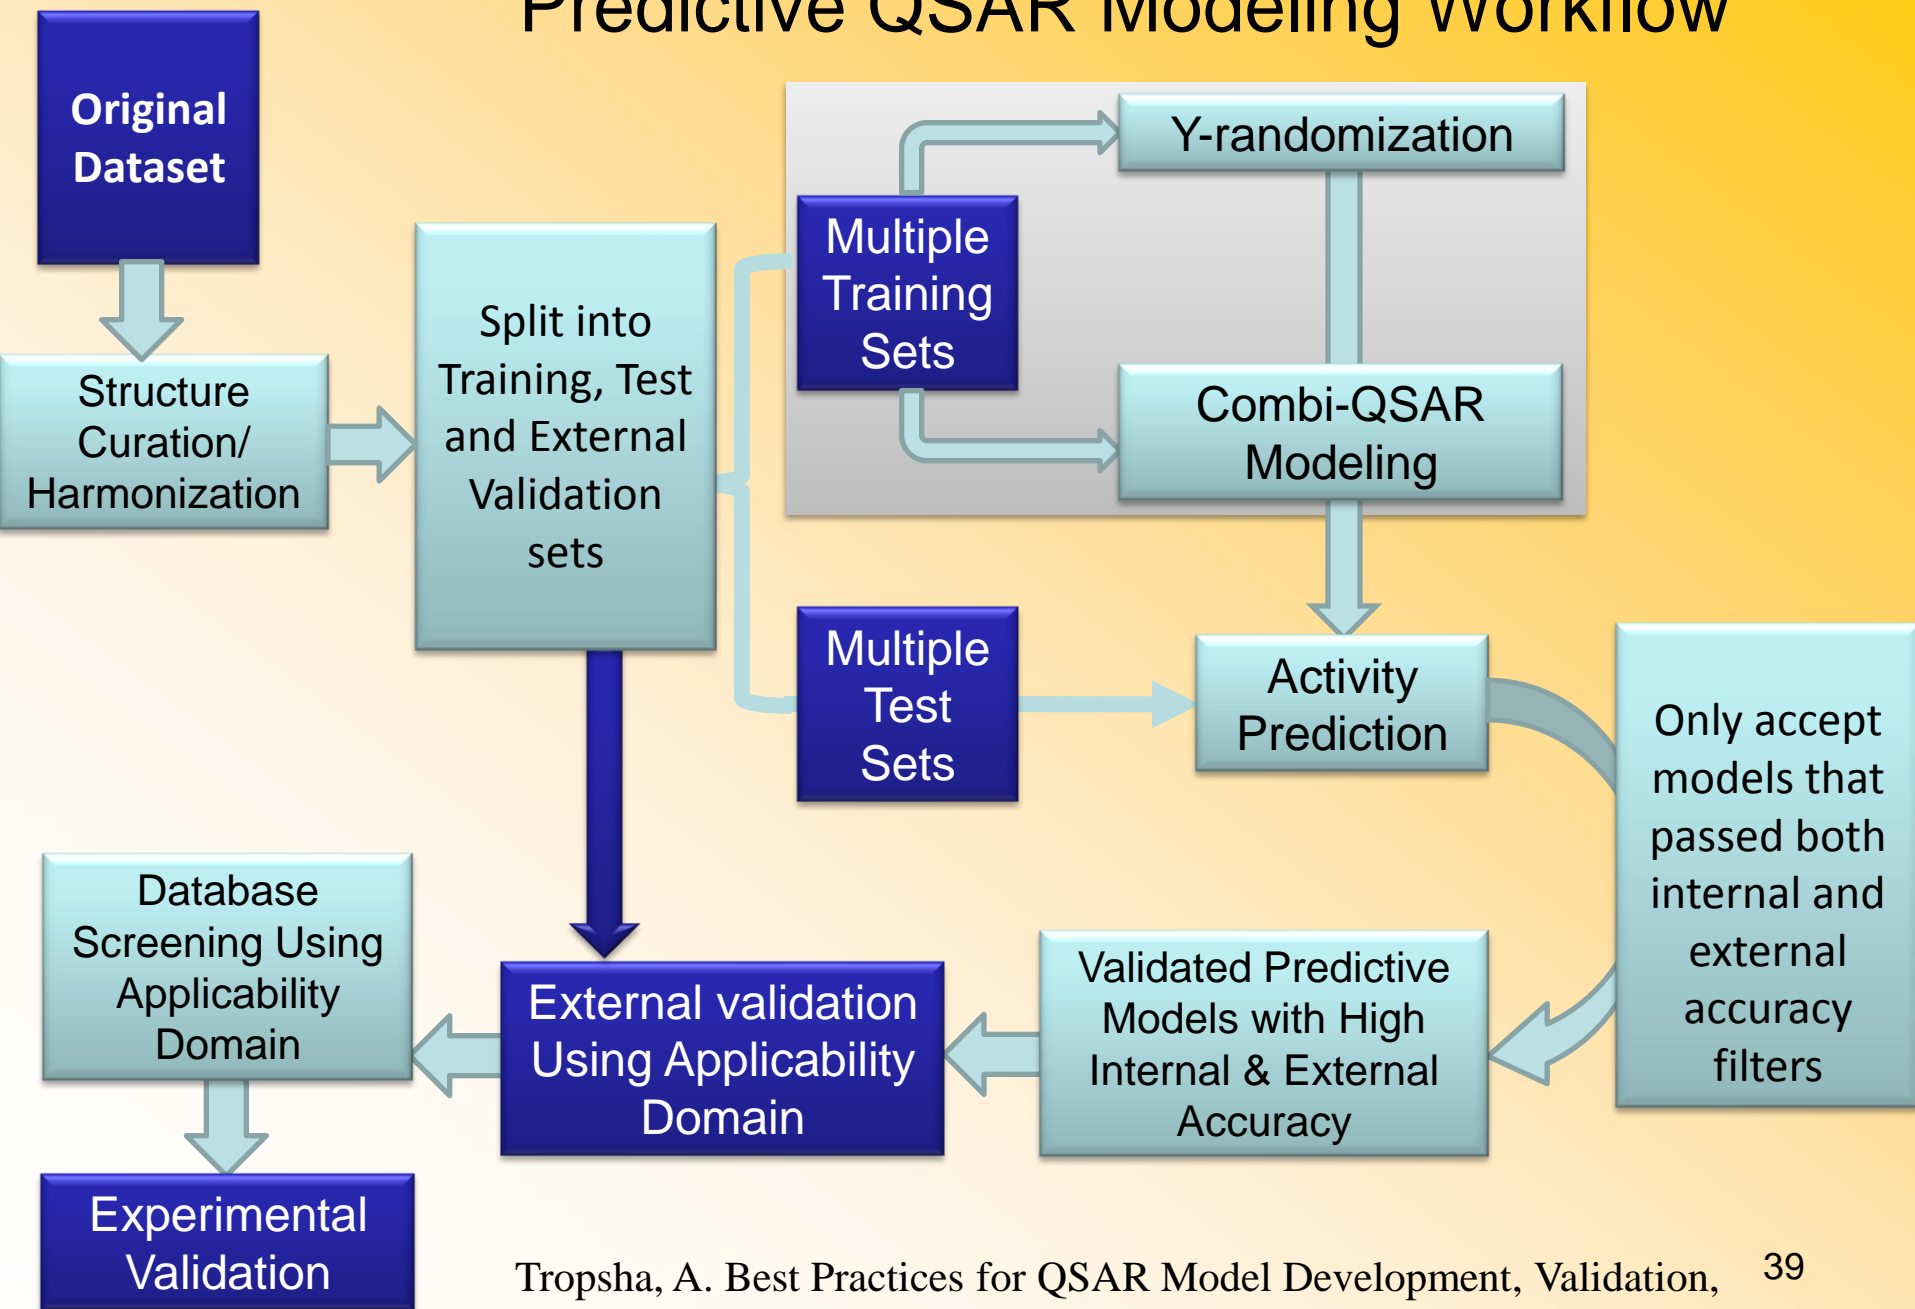 Predictive QSAR Modeling Workflow
Original
Dataset
Structure
Curation/
Harmonization
Split into
Training, Test
and External
Validation
sets
Multiple
Training
Sets
Y-randomization
Combi-QSAR
Modeling
Multiple
Test
Sets
Activity
Prediction
Only accept
models that
passed both
internal and
external
accuracy
filters
Validated Predictive
Models with High
Internal & External
Accuracy
External validation
Using Applicability
Domain
Database
Screening Using
Applicability
Domain
Experimental
Validation
Tropsha, A. Best Practices for QSAR Model Development, Validation,
39